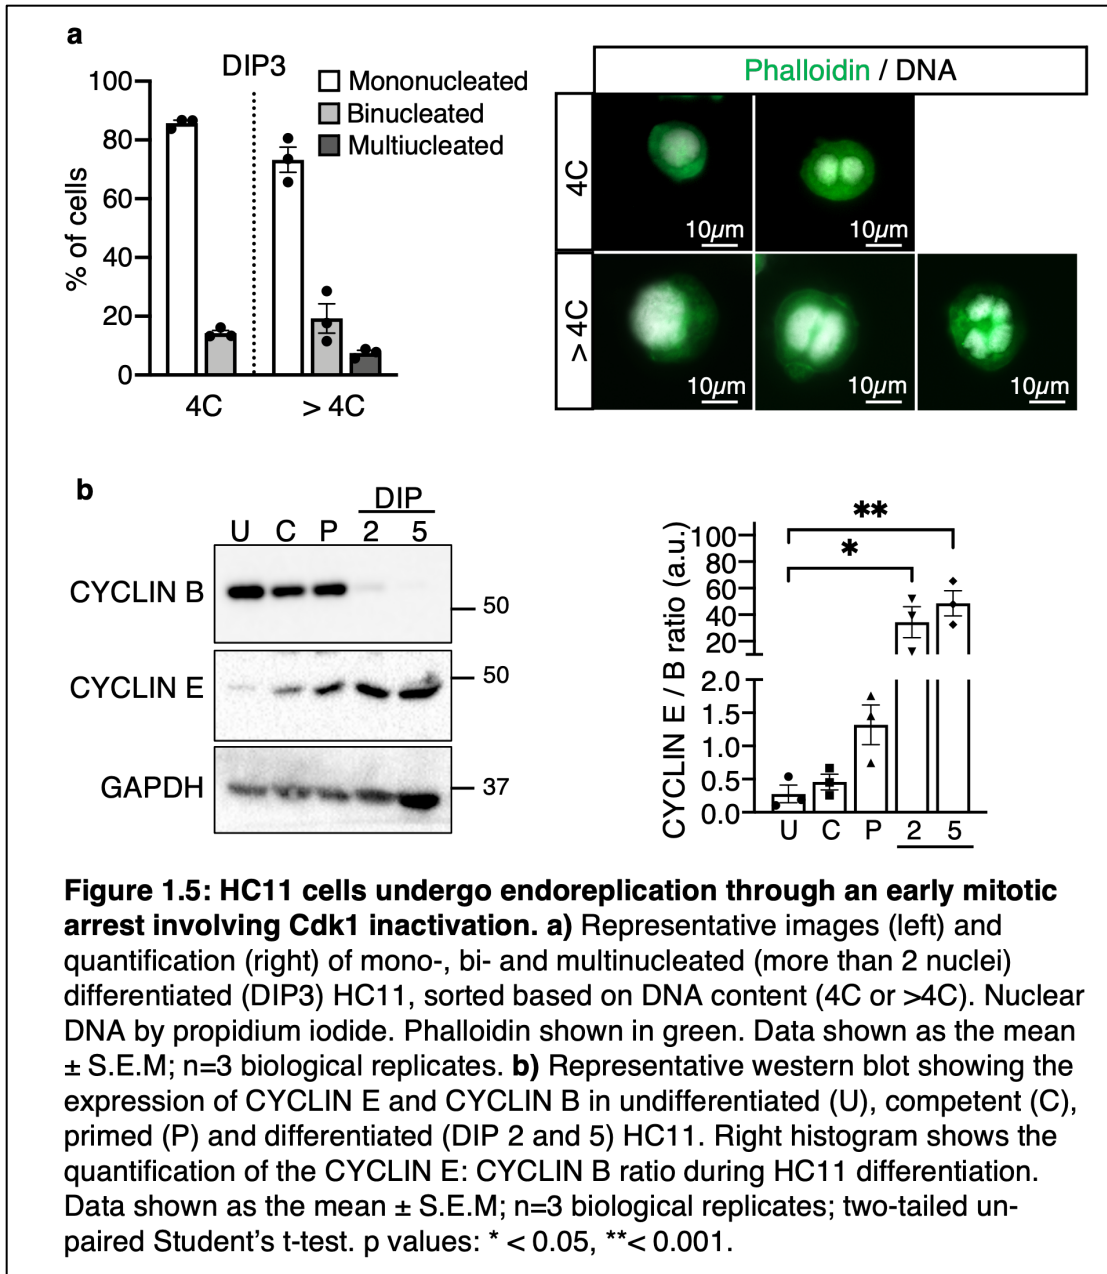 a
DIP3
Mononucleated
Binucleated
Multiucleated
% of cells
100
80
60
40
20
0
4C
> 4C
Phalloidin / DNA
4C
10µm
10µm
> 4C
10µm
10µm
10µm
b
DIP
U C P 2 5
CYCLIN B
50
CYCLIN E
50
GAPDH
37
CYCLIN E / B ratio (a.u.)
**
*
100
80
60
40
20
2.0
1.5
1.0
0.5
0.0
U C P 2 5
Figure 1.5: HC11 cells undergo endoreplication through an early mitotic
arrest involving Cdk1 inactivation. a) Representative images (left) and
quantification (right) of mono-, bi- and multinucleated (more than 2 nuclei)
differentiated (DIP3) HC11, sorted based on DNA content (4C or >4C). Nuclear
DNA by propidium iodide. Phalloidin shown in green. Data shown as the mean
± S.E.M; n=3 biological replicates. b) Representative western blot showing the
expression of CYCLIN E and CYCLIN B in undifferentiated (U), competent (C),
primed (P) and differentiated (DIP 2 and 5) HC11. Right histogram shows the
quantification of the CYCLIN E: CYCLIN B ratio during HC11 differentiation.
Data shown as the mean ± S.E.M; n=3 biological replicates; two-tailed un-
paired Student’s t-test. p values: * < 0.05, **< 0.001.